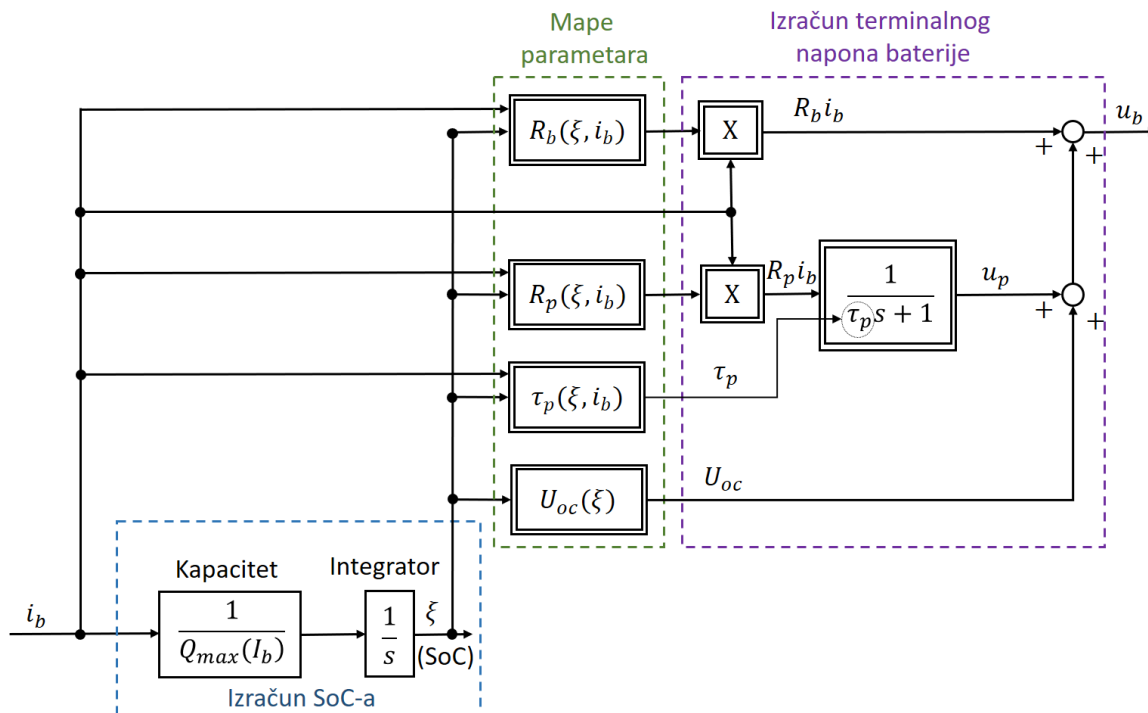 Mape
parametara
Izračun terminalnog
napona baterije
R_b(ξ, i_b)
X
R_b i_b
+
+
u_b
R_p(ξ, i_b)
X
R_p i_b
1
τ_p s + 1
u_p
+
+
τ_p(ξ, i_b)
τ_p
U_oc(ξ)
U_oc
Kapacitet
Integrator
i_b
1
Q_max(I_b)
1
s
ξ
(SoC)
Izračun SoC-a